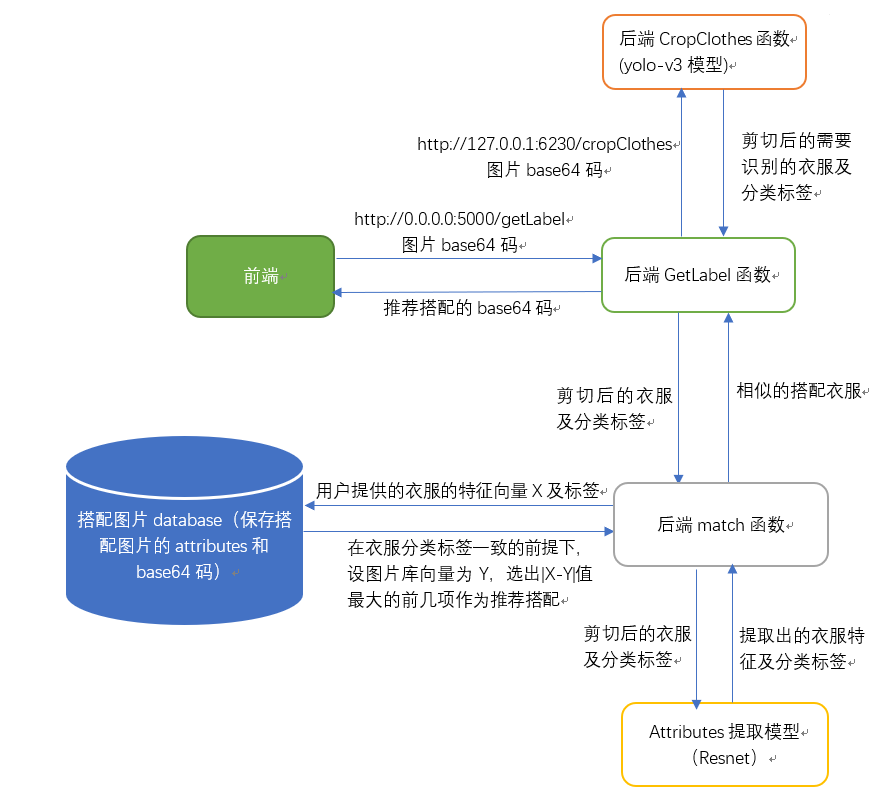 后端 CropClothes 函数
(yolo-v3 模型)
http://127.0.0.1:6230/cropClothes
图片 base64 码
剪切后的需要
识别的衣服及
分类标签
http://0.0.0.0:5000/getLabel
图片 base64 码
前端
后端 GetLabel 函数
推荐搭配的 base64 码
剪切后的衣服
及分类标签
相似的搭配衣服
搭配图片 database（保存搭
配图片的 attributes 和
base64 码）
用户提供的衣服的特征向量 X 及标签
在衣服分类标签一致的前提下，
设图片库向量为 Y，选出|X-Y|值
最大的前几项作为推荐搭配
后端 match 函数
剪切后的衣服
及分类标签
提取出的衣服特
征及分类标签
Attributes 提取模型
（Resnet）